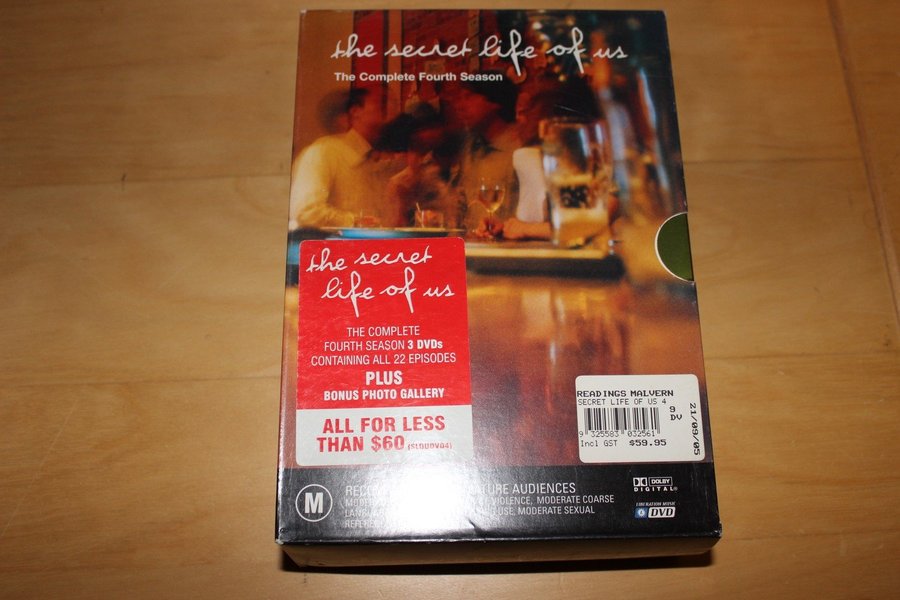 the secret life of us
The Complete Fourth Season
the secret
life of us
THE COMPLETE
FOURTH SEASON 3 DVDs
CONTAINING ALL 22 EPISODES
PLUS
BONUS PHOTO GALLERY
ALL FOR LESS
THAN $60 (SLOUDV04)
READINGS MALVERN
SECRET LIFE OF US 4
9
DV
21/09/05
9 325583 032561
Incl GST $59.95
M
MATURE AUDIENCES
VIOLENCE, MODERATE COARSE
USE, MODERATE SEXUAL
DOLBY
DIGITAL
LIBERATION MUSIC
DVD